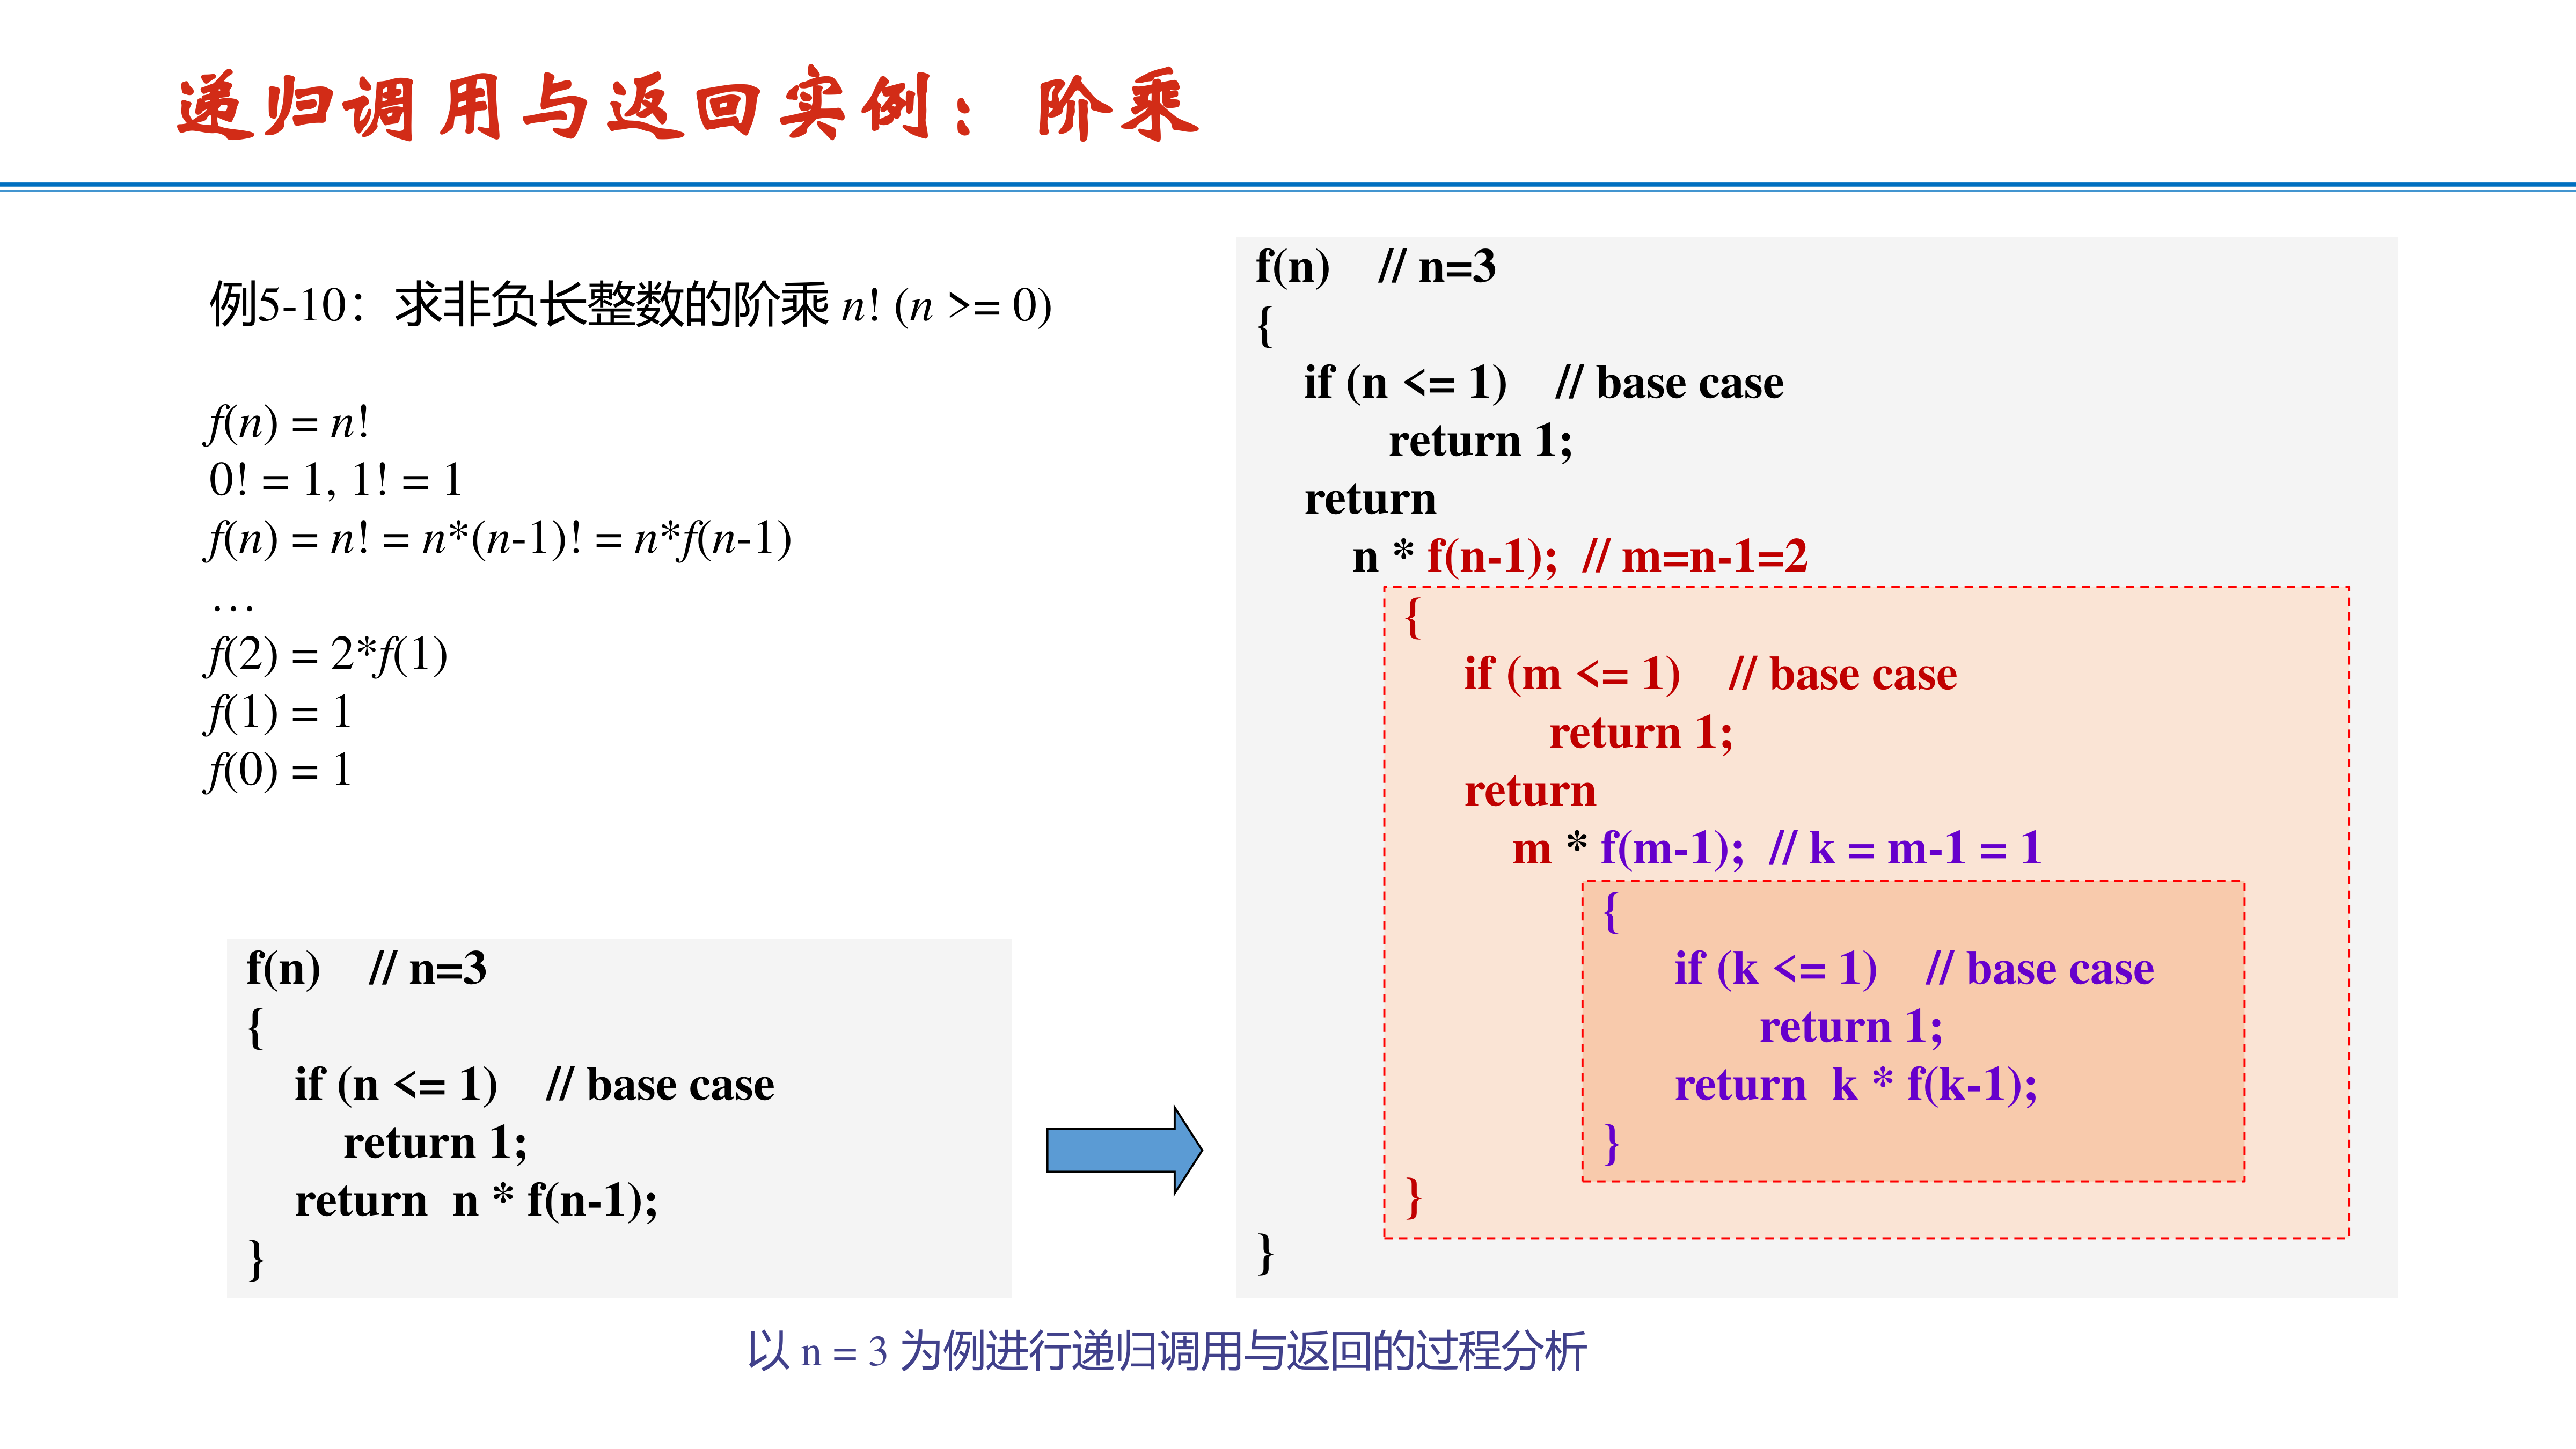 递归调用与返回实例：阶乘
例5-10：求非负长整数的阶乘 n! (n >= 0)
f(n) = n!
0! = 1, 1! = 1
f(n) = n! = n*(n-1)! = n*f(n-1)
…
f(2) = 2*f(1)
f(1) = 1
f(0) = 1
f(n)    // n=3
{
if (n <= 1)    // base case
return 1;
return  n * f(n-1);
}
f(n)    // n=3
{
if (n <= 1)    // base case
return 1;
return
n * f(n-1);  // m=n-1=2
{
if (m <= 1)    // base case
return 1;
return
m * f(m-1);  // k = m-1 = 1
{
if (k <= 1)    // base case
return 1;
return  k * f(k-1);
}
}
}
以 n = 3 为例进行递归调用与返回的过程分析